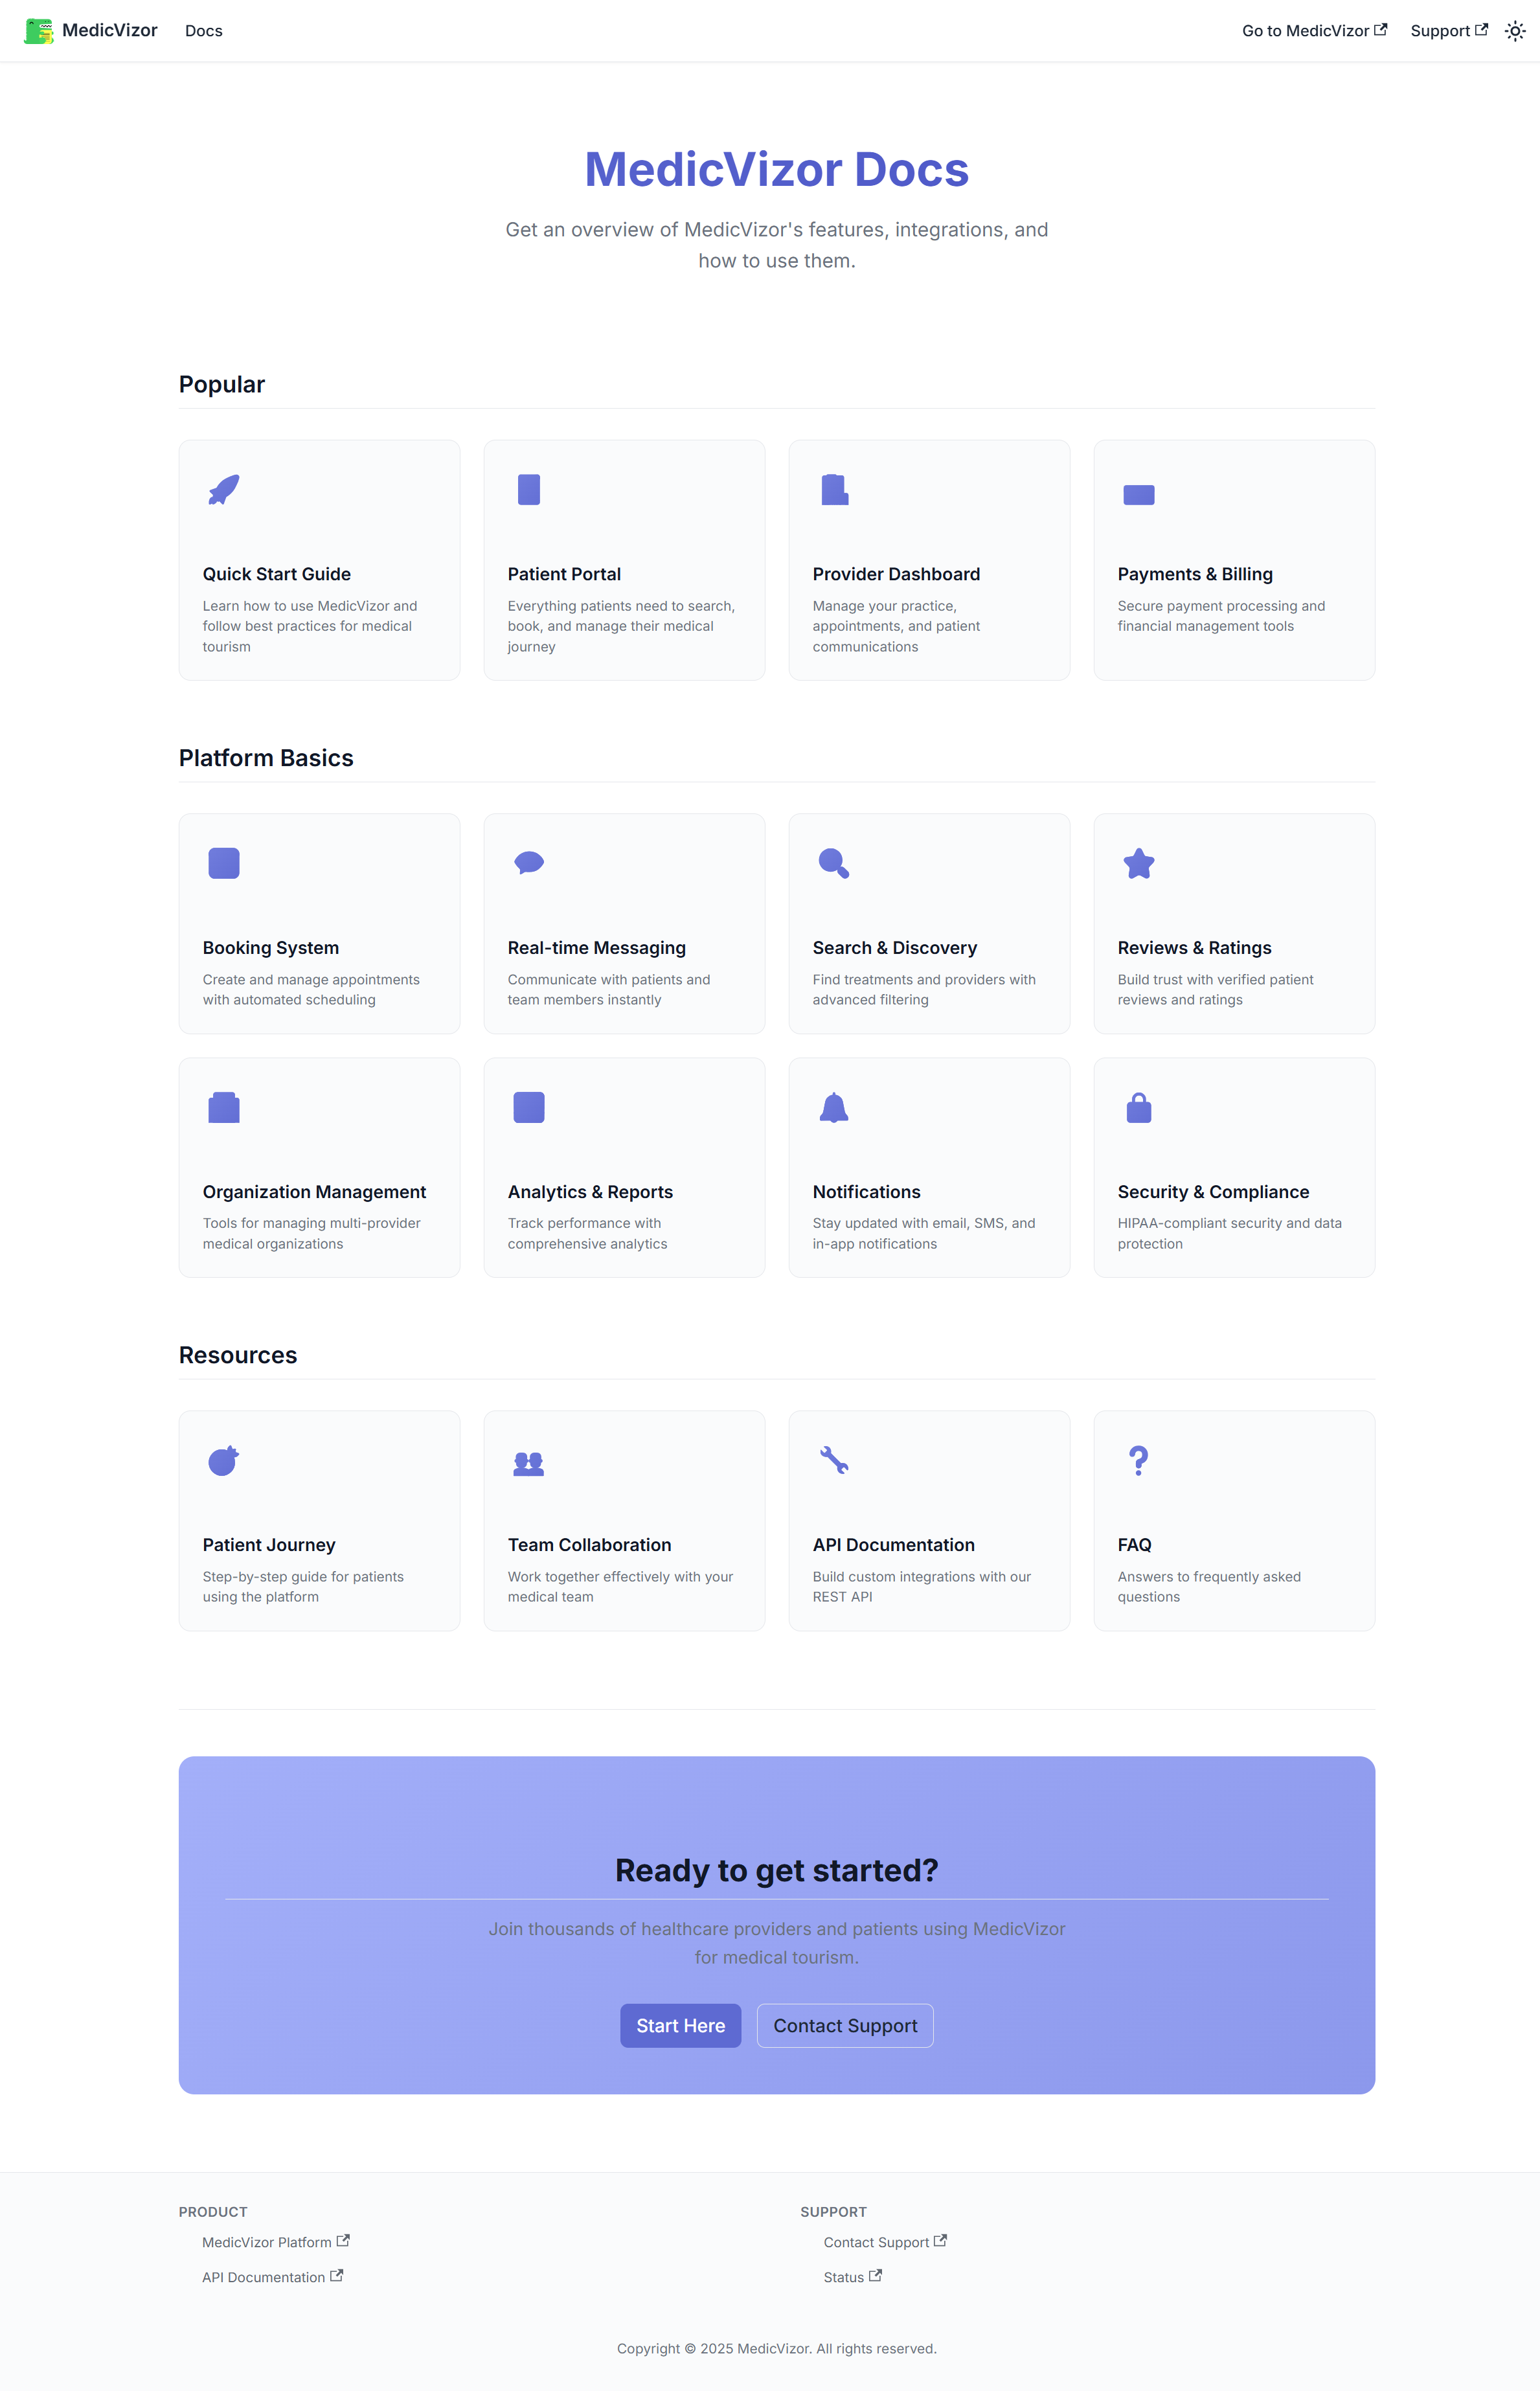 MedicVizor Docs Go to MedicVizor Support
MedicVizor Docs
Get an overview of MedicVizor's features, integrations, and
how to use them.
Popular
Quick Start Guide
Learn how to use MedicVizor and
follow best practices for medical
tourism
Patient Portal
Everything patients need to search,
book, and manage their medical
journey
Provider Dashboard
Manage your practice,
appointments, and patient
communications
Payments & Billing
Secure payment processing and
financial management tools
Platform Basics
Booking System
Create and manage appointments
with automated scheduling
Real-time Messaging
Communicate with patients and
team members instantly
Search & Discovery
Find treatments and providers with
advanced filtering
Reviews & Ratings
Build trust with verified patient
reviews and ratings
Organization Management
Tools for managing multi-provider
medical organizations
Analytics & Reports
Track performance with
comprehensive analytics
Notifications
Stay updated with email, SMS, and
in-app notifications
Security & Compliance
HIPAA-compliant security and data
protection
Resources
Patient Journey
Step-by-step guide for patients
using the platform
Team Collaboration
Work together effectively with your
medical team
API Documentation
Build custom integrations with our
REST API
FAQ
Answers to frequently asked
questions
Ready to get started?
Join thousands of healthcare providers and patients using MedicVizor
for medical tourism.
Start Here Contact Support
PRODUCT
MedicVizor Platform
API Documentation
SUPPORT
Contact Support
Status
Copyright © 2025 MedicVizor. All rights reserved.